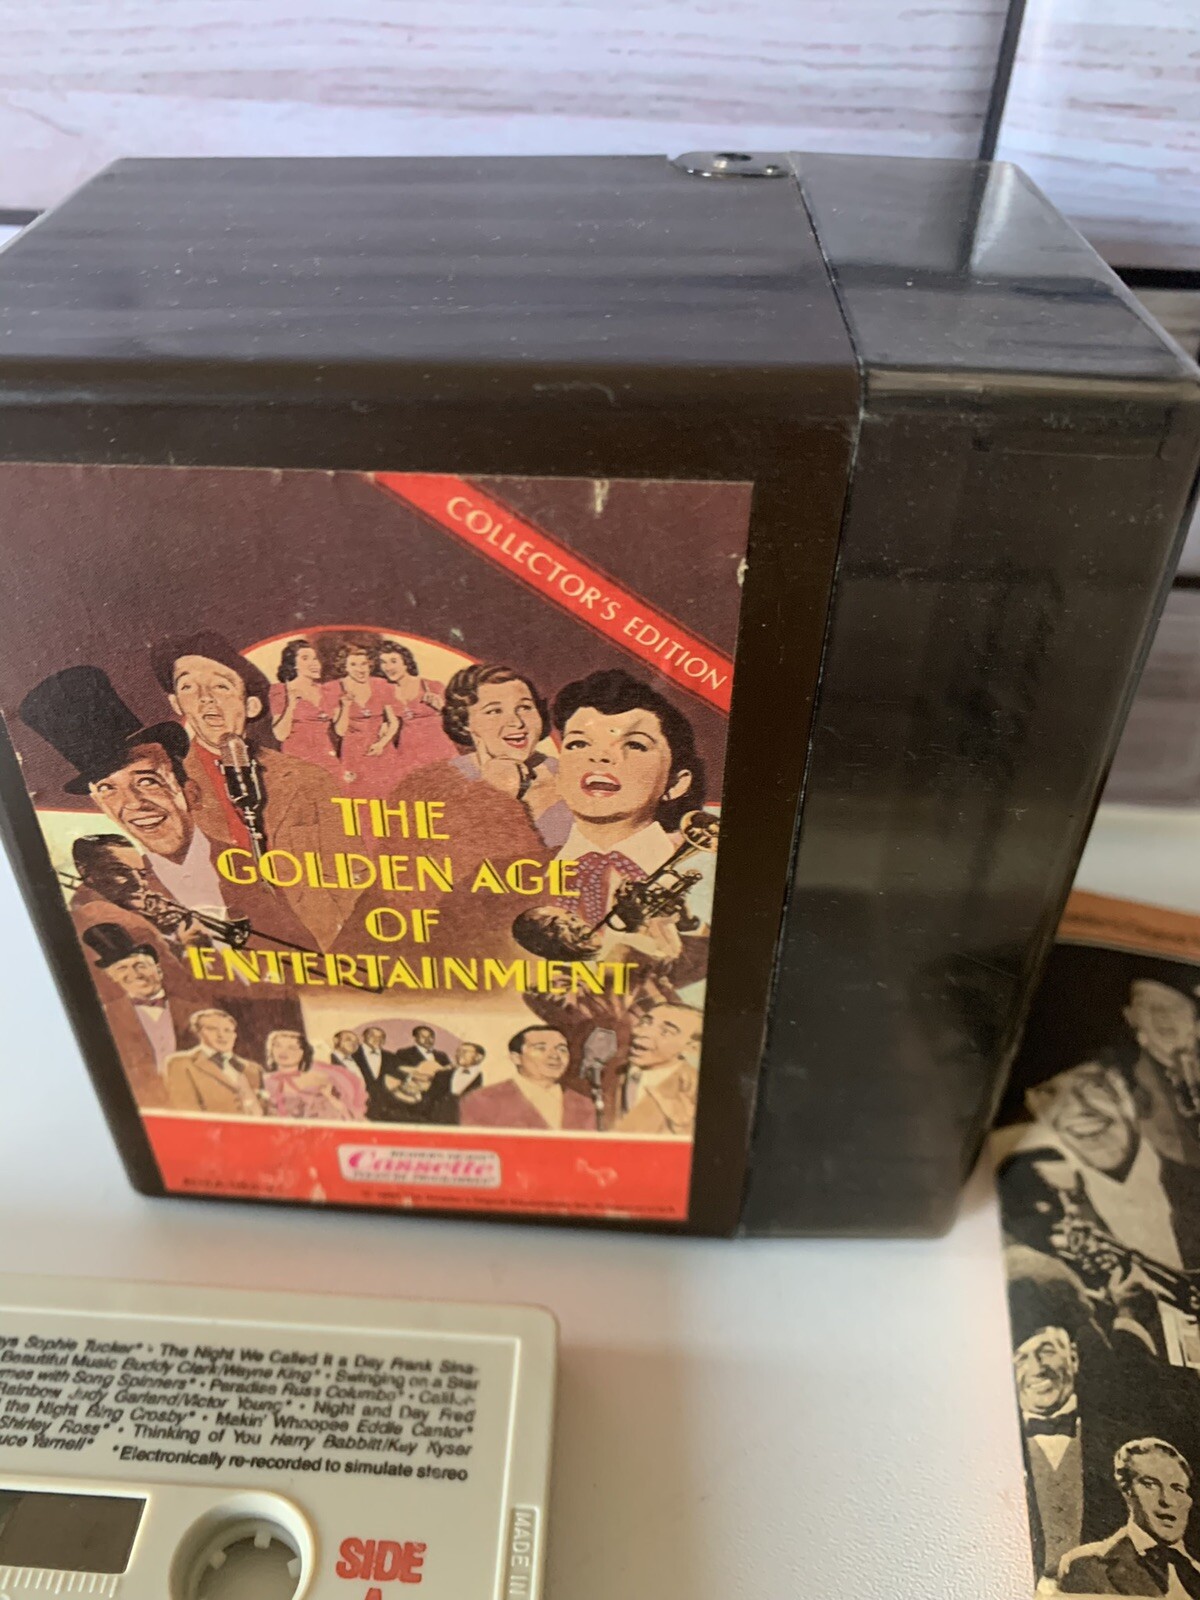 COLLECTOR'S EDITION
THE
GOLDEN AGE
OF
ENTERTAINMENT
READER'S DIGEST
Cassette
Sophie Tucker* • The Night We Called It a Day Frank Sina-
Beautiful Music Buddy Clark/Wayne King* • Swinging on a Star
with Song Spinners* • Paradise Russ Columbo* •
Rainbow Judy Garland/Victor Young* • Night and Day Fred
the Night Bing Crosby* • Makin' Whoopee Eddie Cantor*
Shirley Ross* • Thinking of You Harry Babbitt/Kay Kyser
Yarnell* *Electronically re-recorded to simulate stereo
SIDE
MADE IN